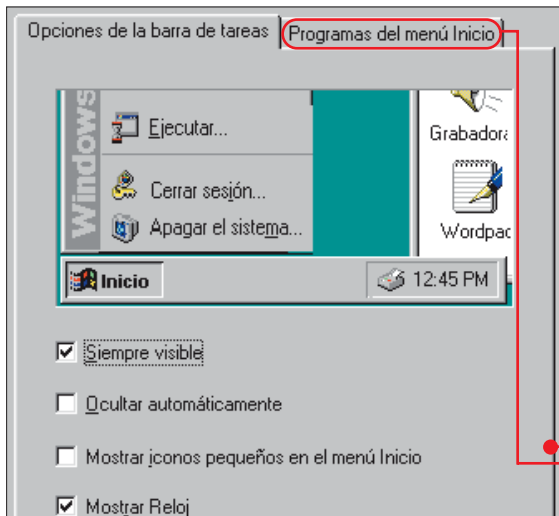 Opciones de la barra de tareas
Programas del menú Inicio
Windows
Ejecutar...
Cerrar sesión...
Apagar el sistema...
Inicio
12:45 PM
Wordpad
Siempre visible
Ocultar automáticamente
Mostrar iconos pequeños en el menú Inicio
Mostrar Reloj